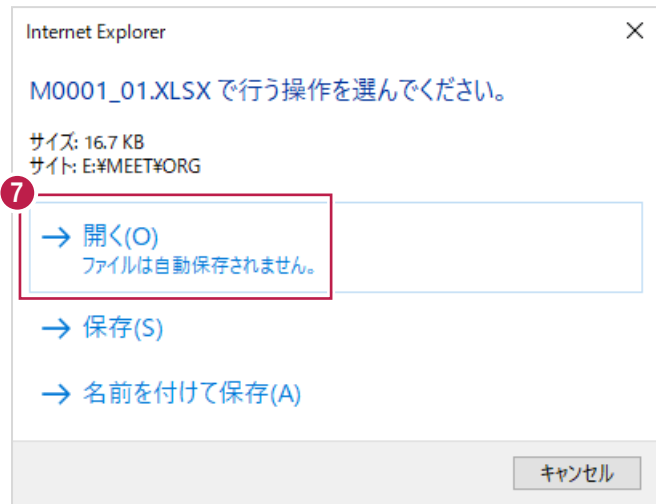 Internet Explorer
M0001_01.XLSX で行う操作を選んでください。
サイズ: 16.7 KB
サイト: E:¥MEET¥ORG
7
→ 開く(O)
ファイルは自動保存されません。
→ 保存(S)
→ 名前を付けて保存(A)
キャンセル